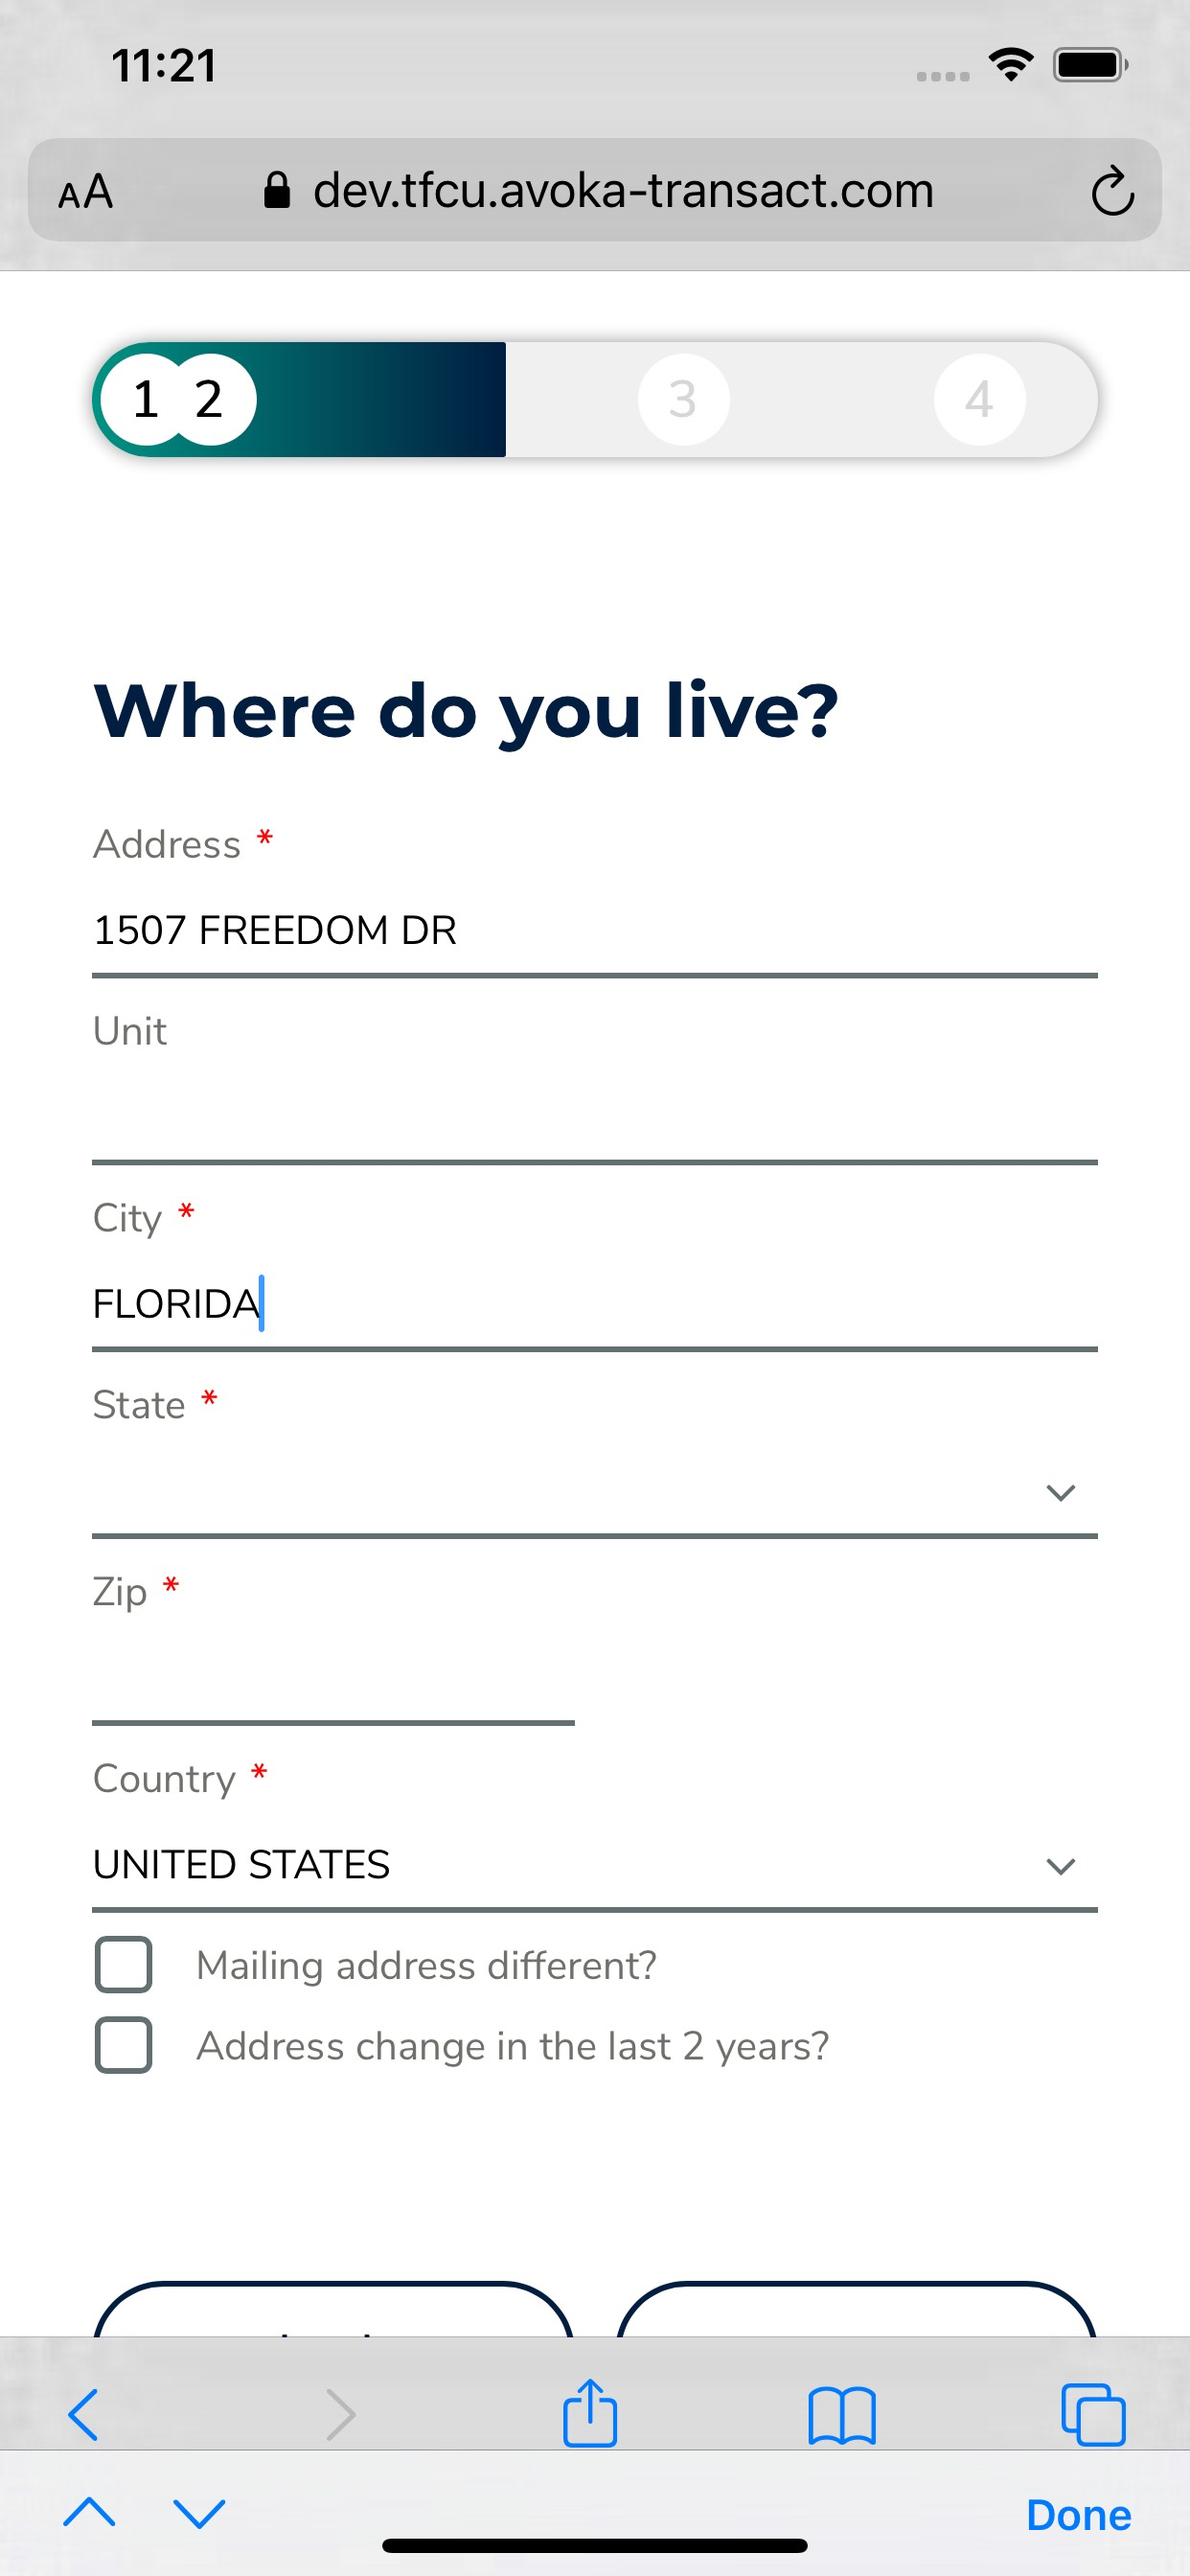 11:21
AA dev.tfcu.avoka-transact.com
1 2 3 4
Where do you live?
Address *
1507 FREEDOM DR
Unit
City *
FLORIDA
State *
Zip *
Country *
UNITED STATES
Mailing address different?
Address change in the last 2 years?
Done